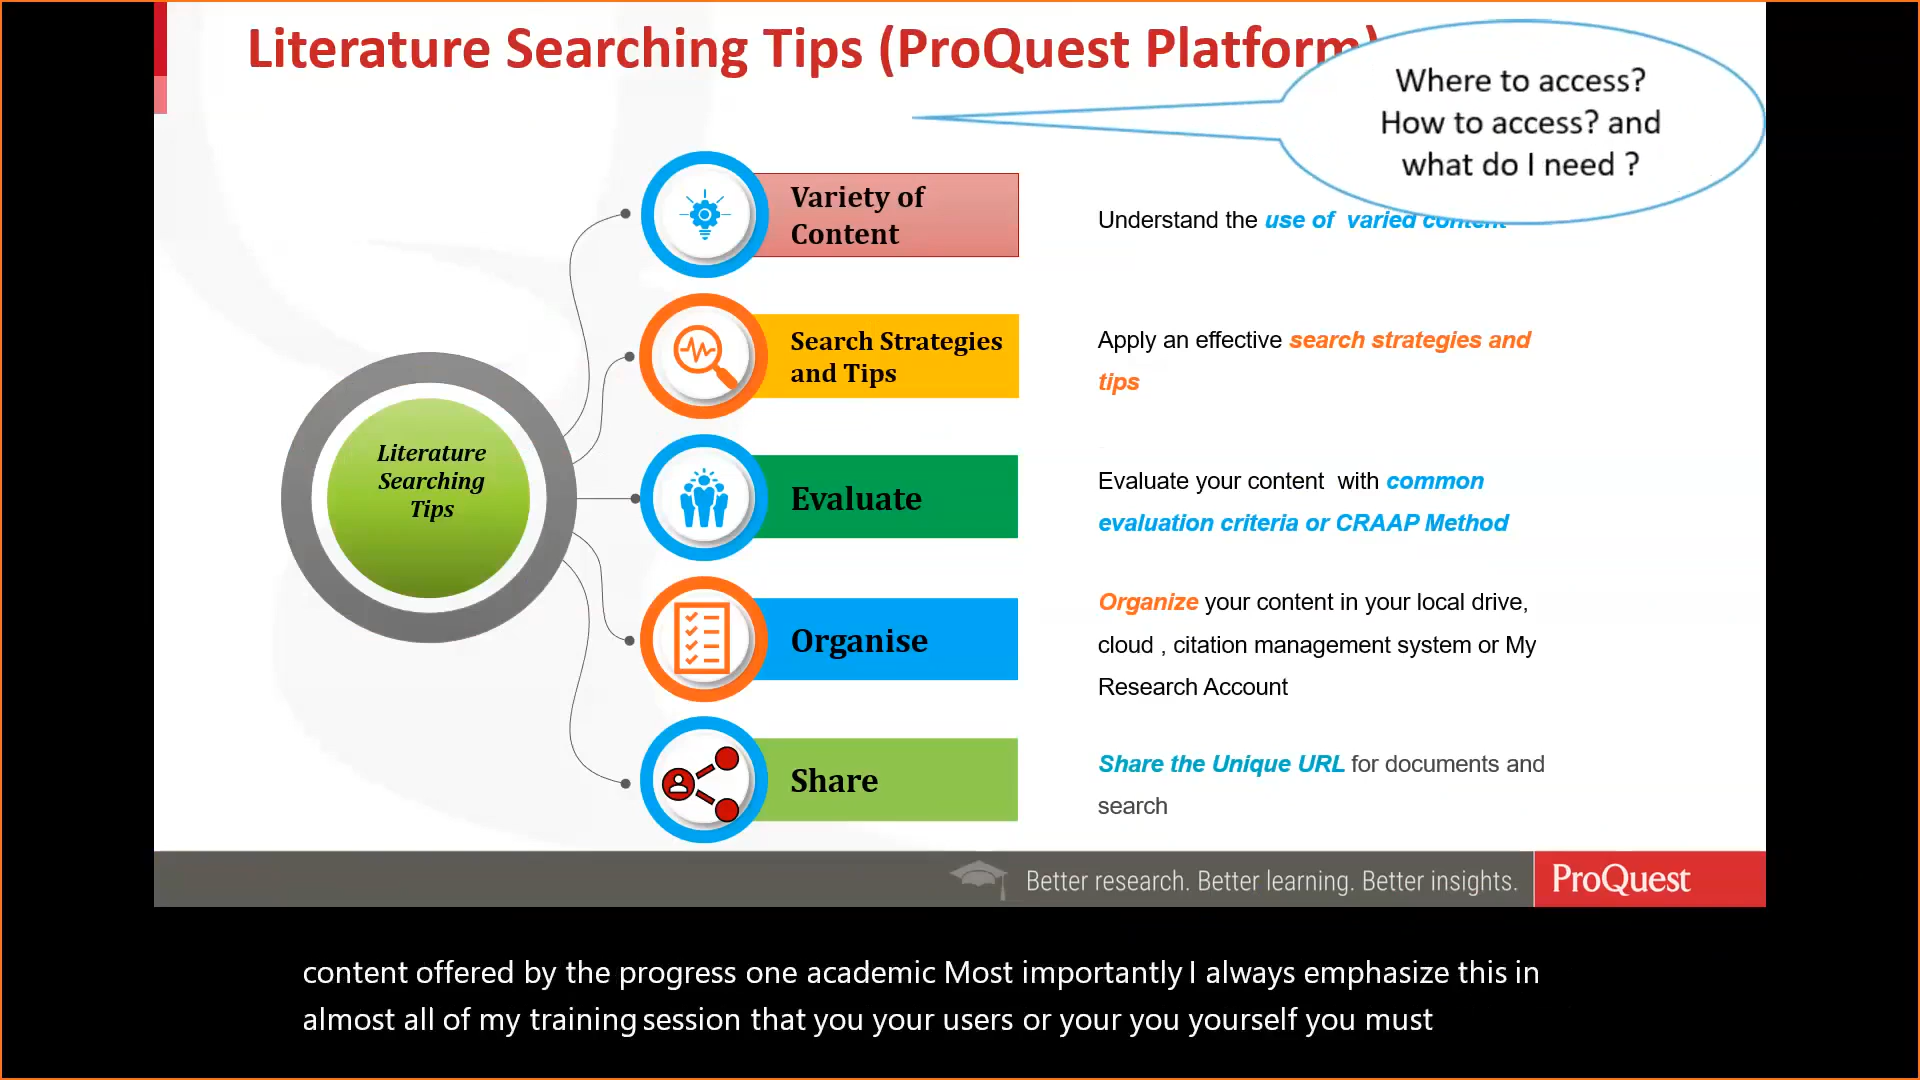 Literature Searching Tips (ProQuest Platform)
Where to access?
How to access? and
what do I need ?
Literature
Searching
Tips
Variety of
Content
Understand the use of varied content
Search Strategies
and Tips
Apply an effective search strategies and
tips
Evaluate
Evaluate your content with common
evaluation criteria or CRAAP Method
Organise
Organize your content in your local drive,
cloud , citation management system or My
Research Account
Share
Share the Unique URL for documents and
search
Better research. Better learning. Better insights.
ProQuest
content offered by the progress one academic Most importantly I always emphasize this in
almost all of my training session that you your users or your you yourself you must